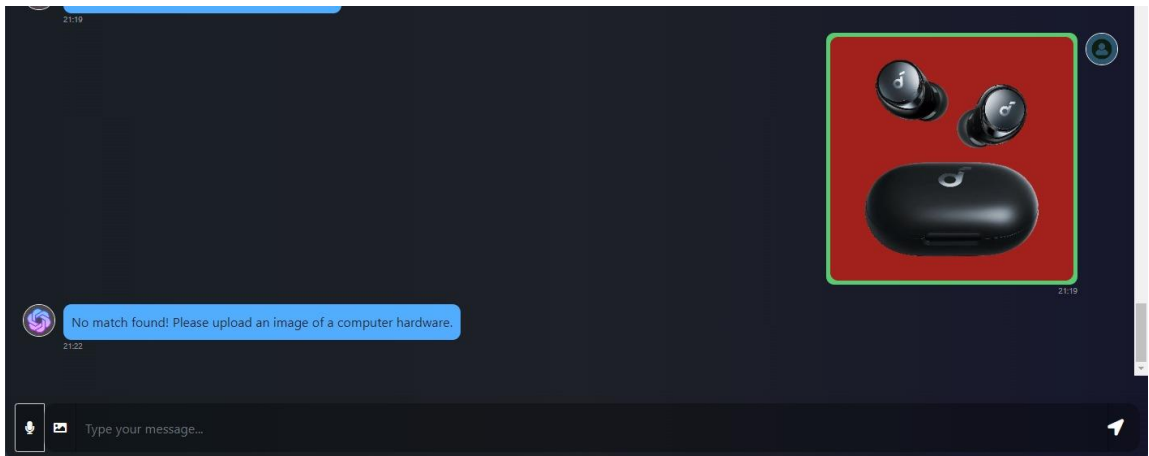 21:19
21:19
No match found! Please upload an image of a computer hardware.
21:22
Type your message...